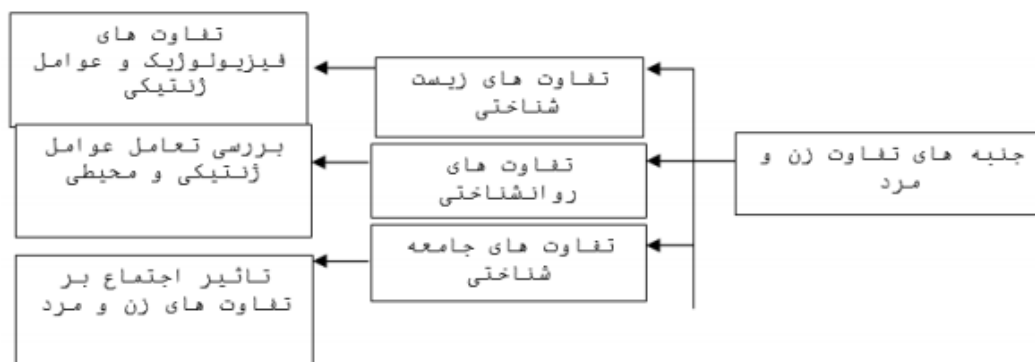 جنبه های تفاوت زن و
مرد
تفاوت های زیست
شناختی
تفاوت های
فیزیولوژیک و عوامل
ژنتیکی
تفاوت های
روانشناختی
بررسی تعامل عوامل
ژنتیکی و محیطی
تفاوت های جامعه
شناختی
تاثیر اجتماع بر
تفاوت های زن و مرد